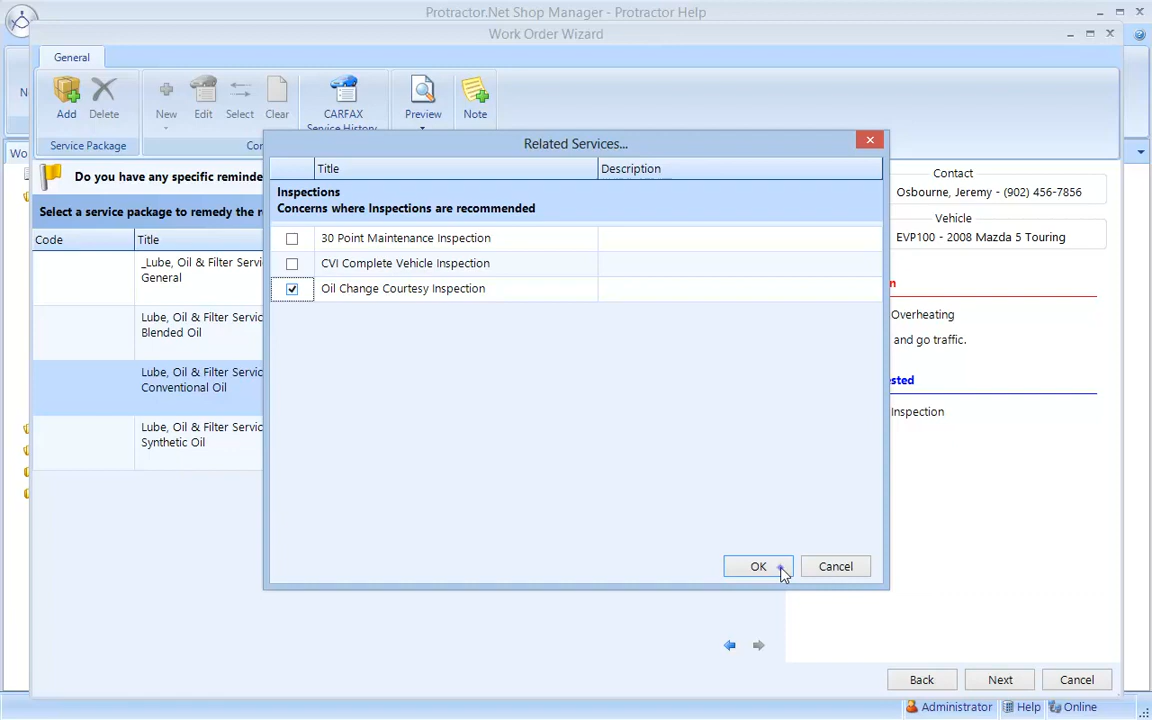 Protractor.Net Shop Manager - Protractor Help
Work Order Wizard
General
Add
Delete
New
Edit
Select
Clear
CARFAX
Service History
Preview
Note
Service Package
Related Services...
Do you have any specific reminde
Title
Description
Contact
Osbourne, Jeremy - (902) 456-7856
Inspections
Concerns where Inspections are recommended
Select a service package to remedy the r
Vehicle
EVP100 - 2008 Mazda 5 Touring
Code
Title
30 Point Maintenance Inspection
CVI Complete Vehicle Inspection
Oil Change Courtesy Inspection
_Lube, Oil & Filter Servi
General
Lube, Oil & Filter Servic
Blended Oil
Lube, Oil & Filter Servic
Conventional Oil
Lube, Oil & Filter Servic
Synthetic Oil
n
Overheating
and go traffic.
sted
Inspection
OK
Cancel
Back
Next
Cancel
Administrator
Help
Online